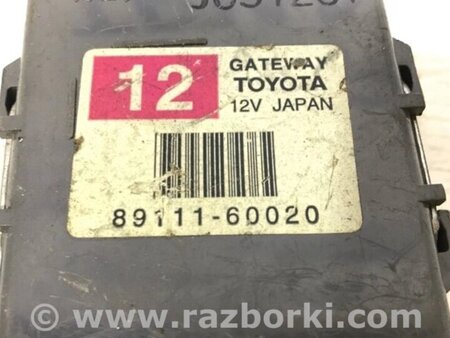 12
GATEWAY
TOYOTA
12V JAPAN
89111-60020
www.razborki.com